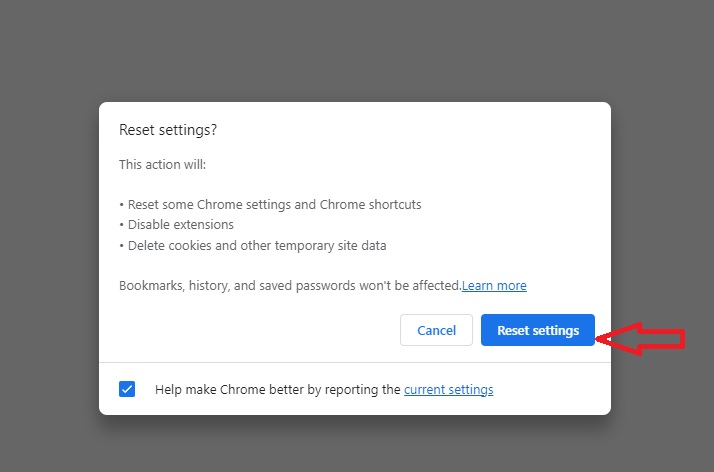 Reset settings?
This action will:
• Reset some Chrome settings and Chrome shortcuts
• Disable extensions
• Delete cookies and other temporary site data
Bookmarks, history, and saved passwords won't be affected.Learn more
Cancel
Reset settings
Help make Chrome better by reporting the current settings